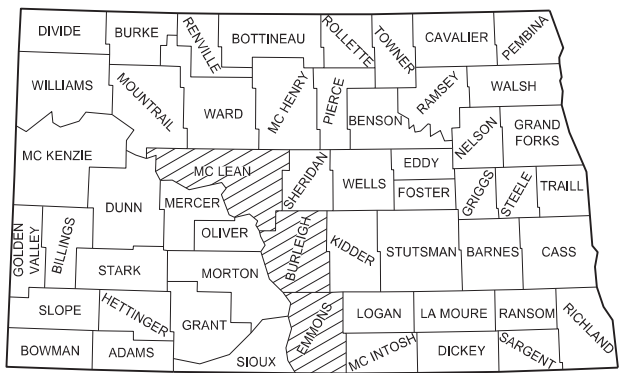 DIVIDE
BURKE
RENVILLE
BOTTINEAU
ROLLETTE
TOWNER
CAVALIER
PEMBINA
WILLIAMS
MOUNTRAIL
WARD
MC HENRY
PIERCE
BENSON
RAMSEY
WALSH
MC KENZIE
MC LEAN
SHERIDAN
WELLS
EDDY
FOSTER
NELSON
GRAND
FORKS
DUNN
MERCER
OLIVER
GRIGGS
STEELE
TRAILL
GOLDEN
VALLEY
BILLINGS
STARK
MORTON
BURLEIGH
KIDDER
STUTSMAN
BARNES
CASS
SLOPE
HETTINGER
GRANT
EMMONS
LOGAN
LA MOURE
RANSOM
RICHLAND
BOWMAN
ADAMS
SIOUX
MC INTOSH
DICKEY
SARGENT